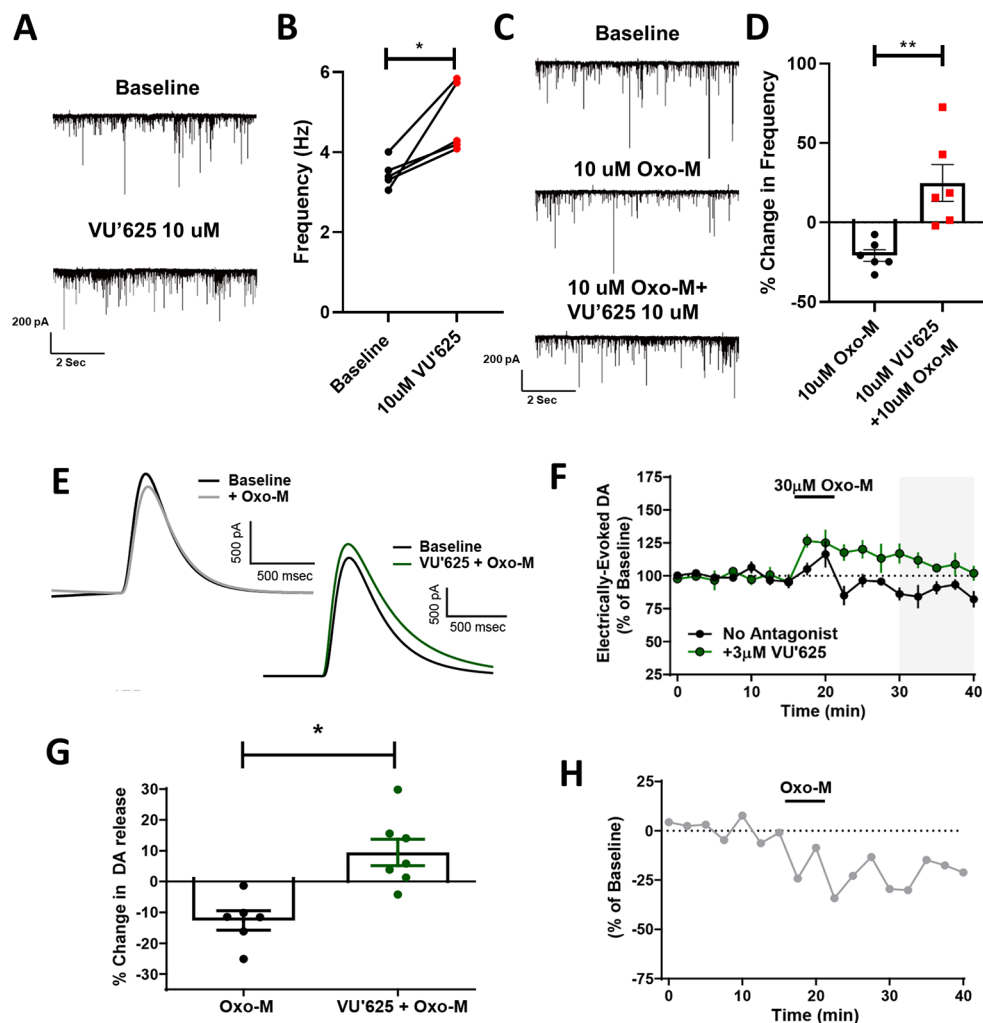 A
Baseline
VU'625 10 uM
200 pA
2 Sec
B
*
Frequency (Hz)
6
4
2
0
Baseline
10uM VU'625
C
Baseline
10 uM Oxo-M
10 uM Oxo-M+
VU'625 10 uM
200 pA
2 Sec
D
**
% Change in Frequency
100
50
0
-50
10uM Oxo-M
10uM VU'625
+10uM Oxo-M
E
Baseline
+ Oxo-M
500 pA
500 msec
Baseline
VU'625 + Oxo-M
500 pA
500 msec
F
Electrically-Evoked DA
(% of Baseline)
175
150
125
100
75
50
25
30μM Oxo-M
No Antagonist
+3μM VU'625
0 10 20 30 40
Time (min)
G
*
% Change in DA release
30
20
10
0
-10
-20
-30
Oxo-M
VU'625 + Oxo-M
H
(% of Baseline)
25
0
-25
-50
-75
Oxo-M
0 10 20 30 40
Time (min)